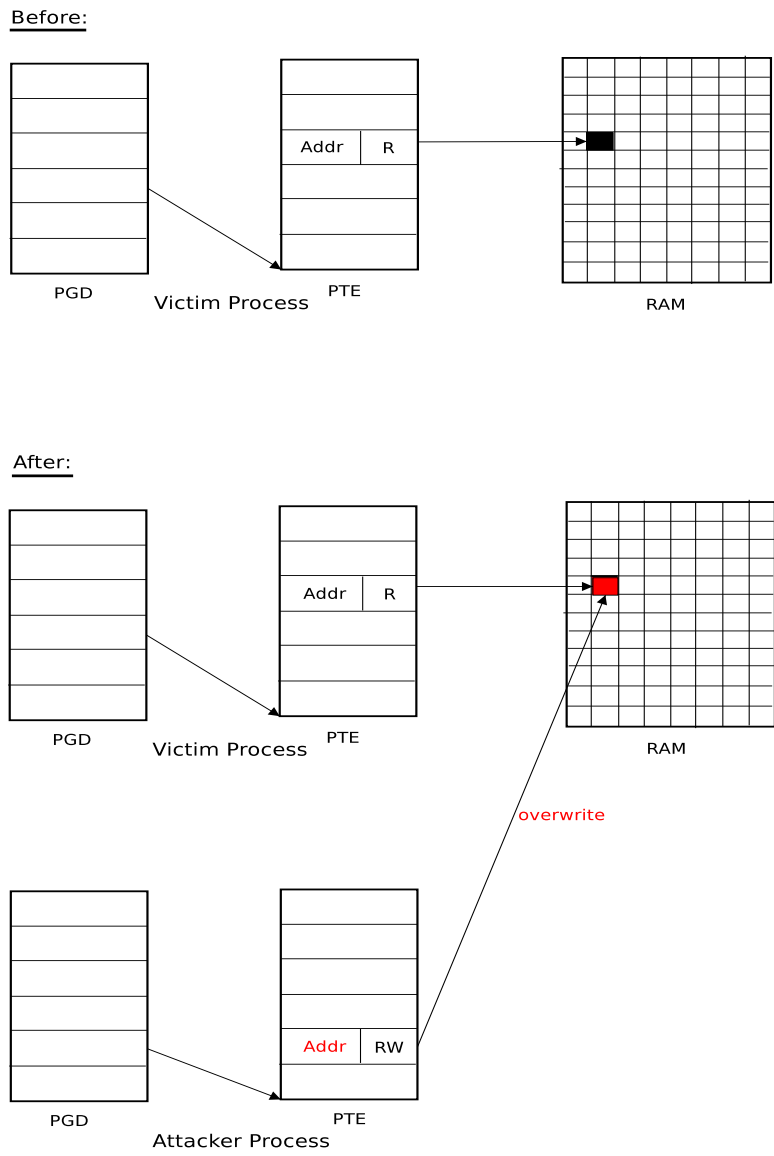 Before:
Addr R
PGD
PTE
Victim Process
RAM
After:
Addr R
PGD
PTE
Victim Process
RAM
overwrite
Addr RW
PGD
PTE
Attacker Process